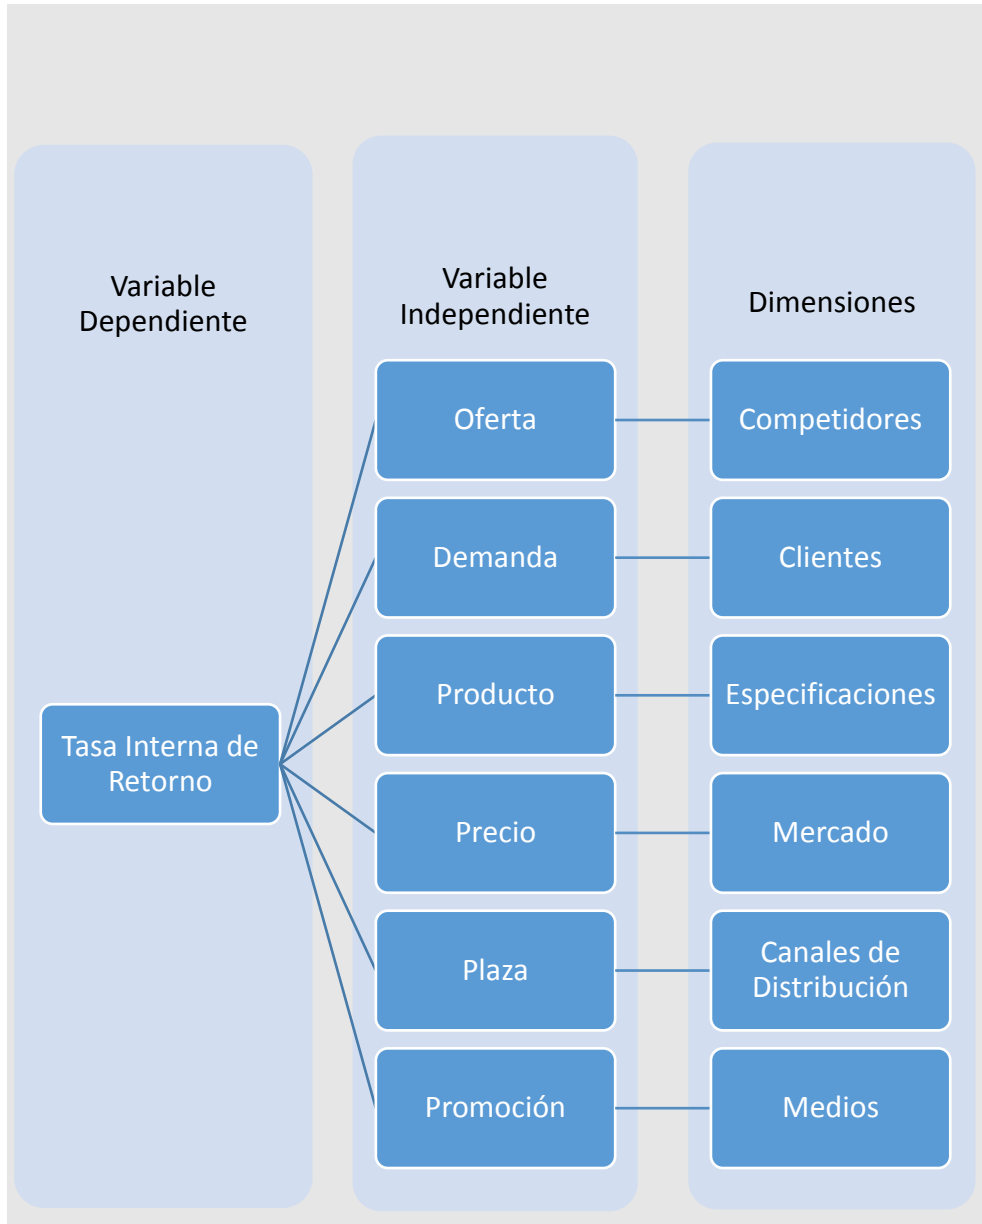 Variable
Dependiente
Variable
Independiente
Dimensiones
Tasa Interna de
Retorno
Oferta
Competidores
Demanda
Clientes
Producto
Especificaciones
Precio
Mercado
Plaza
Canales de
Distribución
Promoción
Medios